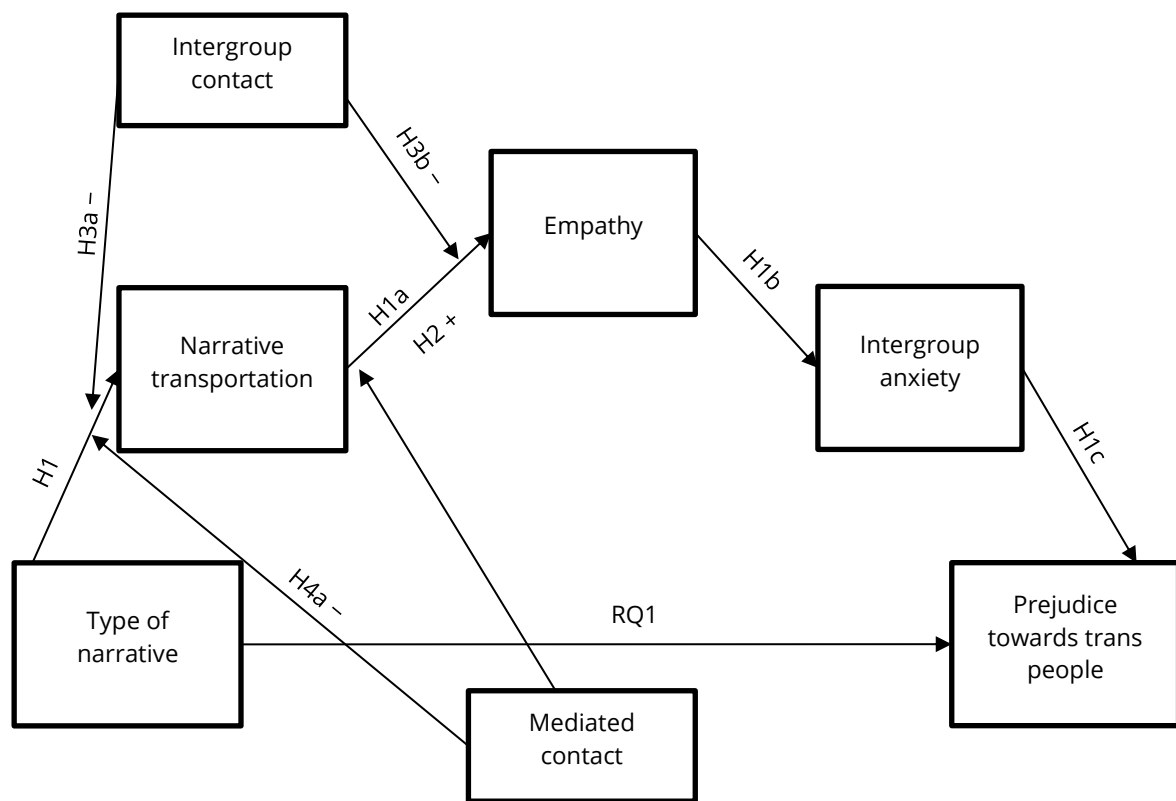 Intergroup
contact
H3b –
H3a –
Empathy
H1b
H1a
H2 +
Narrative
transportation
Intergroup
anxiety
H1c
H1
H4a –
Type of
narrative
RQ1
Prejudice
towards trans
people
Mediated
contact